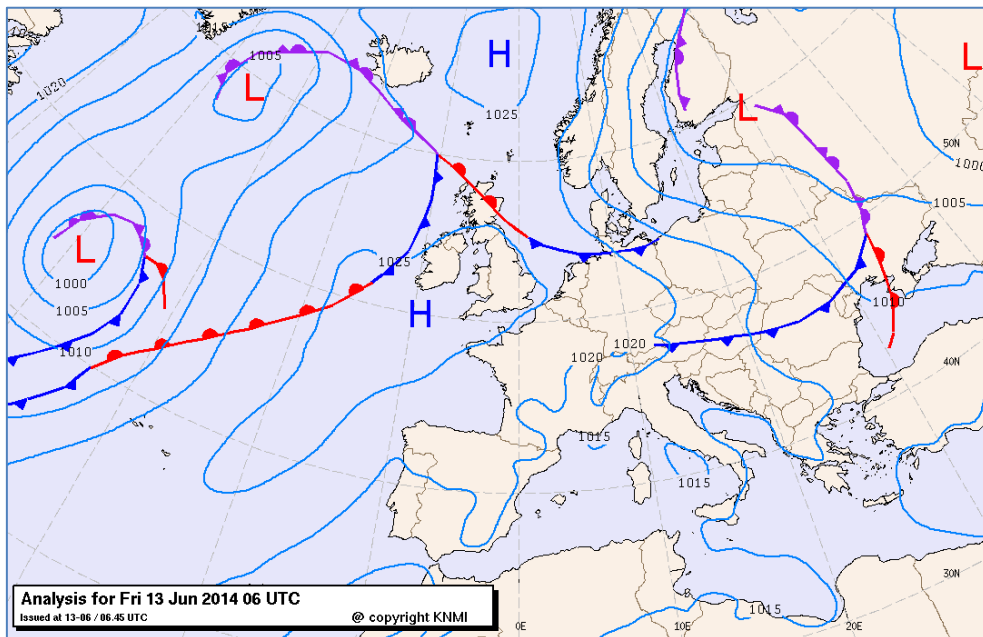 1020
1005
L
H
1025
L
L
50N
1000
1005
L
1000
1005
1010
1025
H
1010
1020
1020
40N
1015
1015
30N
1015
10W
0E
10E
20E
Analysis for Fri 13 Jun 2014 06 UTC
Issued at 13-06 / 06.45 UTC @ copyright KNMI